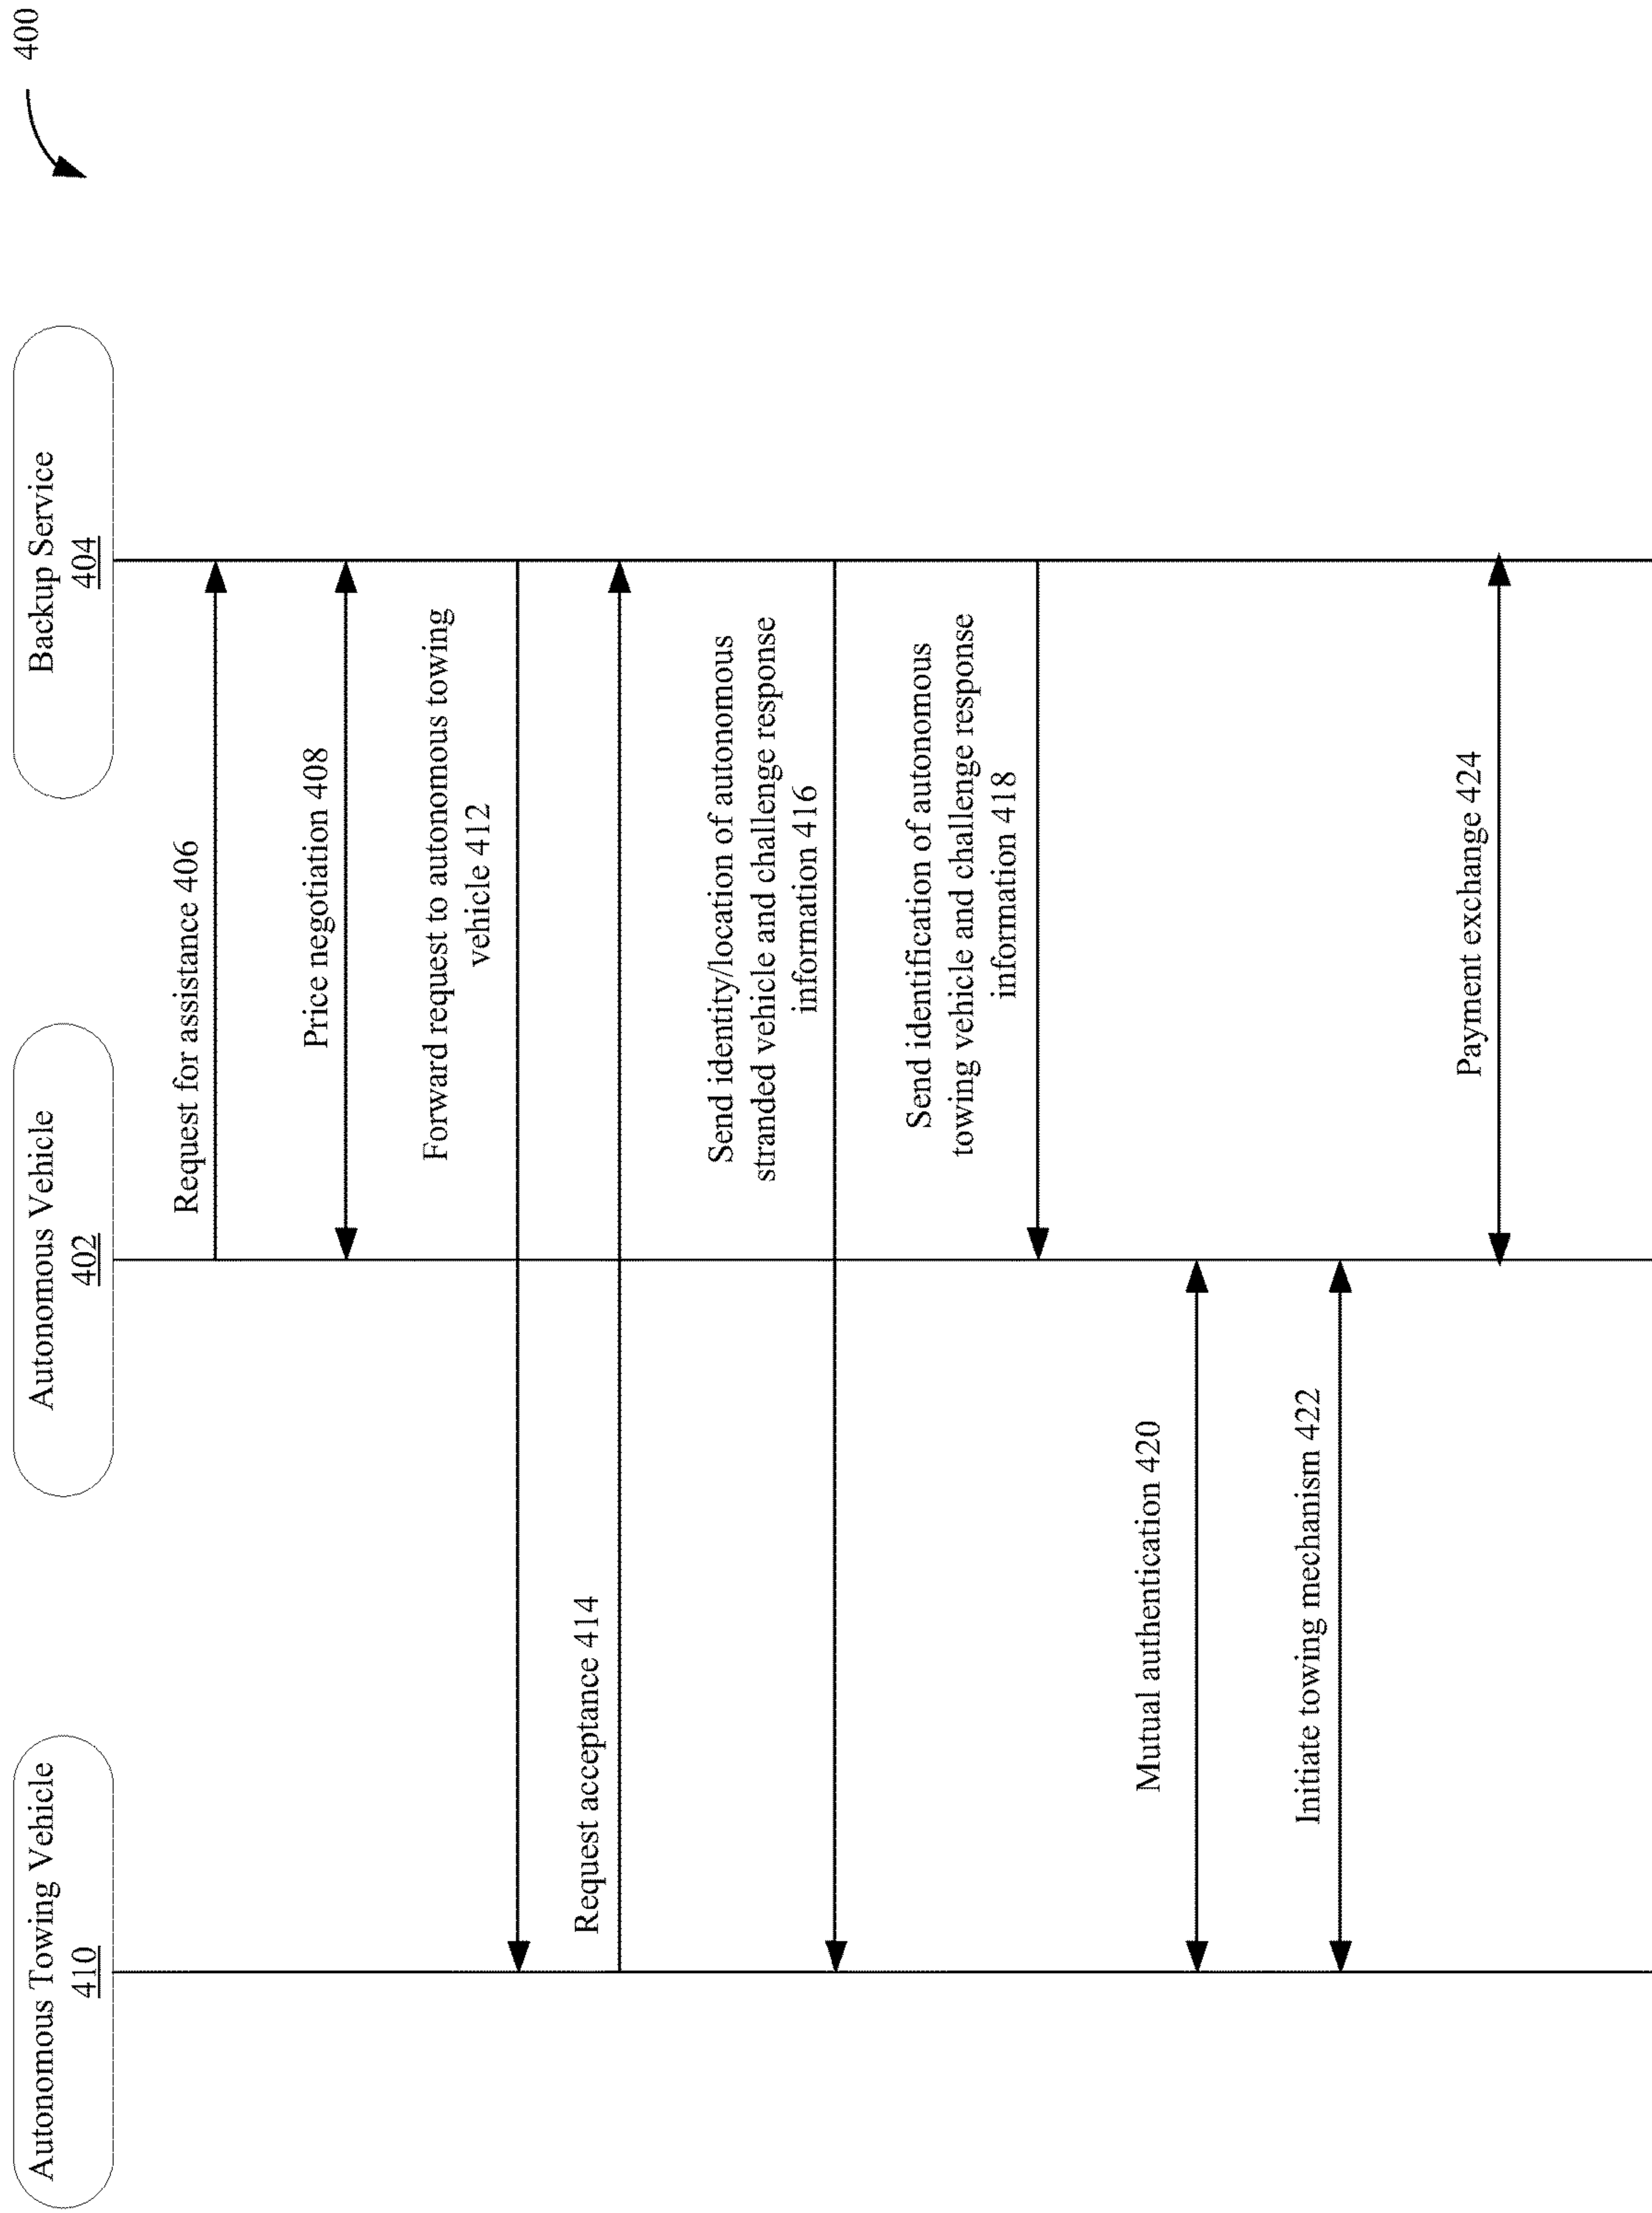 400
Autonomous Towing Vehicle
410
Autonomous Vehicle
402
Backup Service
404
Request for assistance 406
Price negotiation 408
Forward request to autonomous towing
vehicle 412
Request acceptance 414
Send identity/location of autonomous
stranded vehicle and challenge response
information 416
Send identification of autonomous
towing vehicle and challenge response
information 418
Mutual authentication 420
Initiate towing mechanism 422
Payment exchange 424